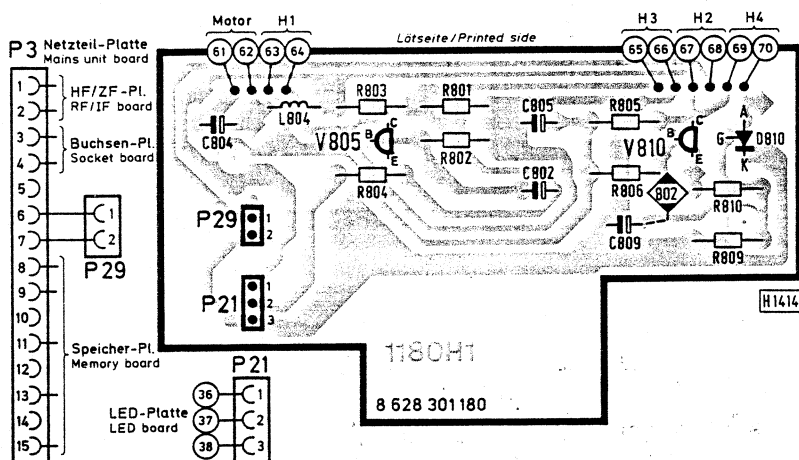 Motor H1
61 62 63 64
Lötseite/Printed side
H3 H2 H4
65 66 67 68 69 70
P3 Netzteil-Platte
Mains unit board
1
2
HF/ZF-Pl.
RF/IF board
3
4
Buchsen-Pl.
Socket board
5
6
7
1
2
P29
8
9
10
11
12
13
14
15
Speicher-Pl.
Memory board
C804
L804
R803
R801
V805
B
C
E
R802
R804
C805
C802
R805
V810
B
C
E
R806
802
C809
A
G
D810
K
R810
R809
P29
1
2
P21
1
2
3
H1414
1180H1
8 628 301 180
P21
LED-Platte
LED board
36 1
37 2
38 3